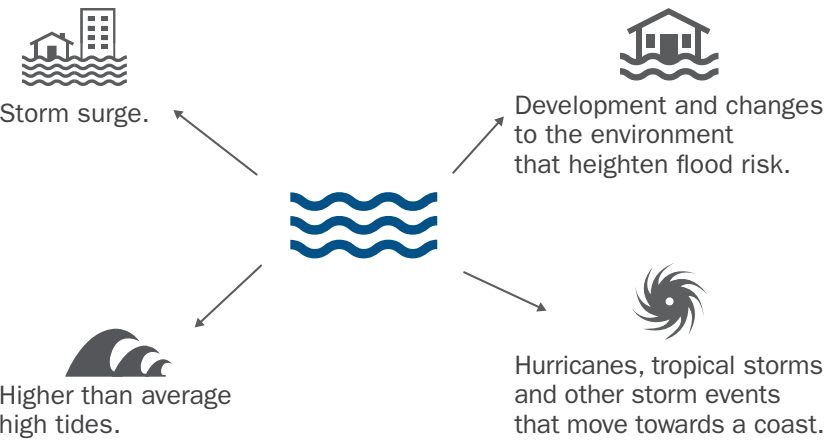 Storm surge.
Development and changes
to the environment
that heighten flood risk.
Higher than average
high tides.
Hurricanes, tropical storms
and other storm events
that move towards a coast.